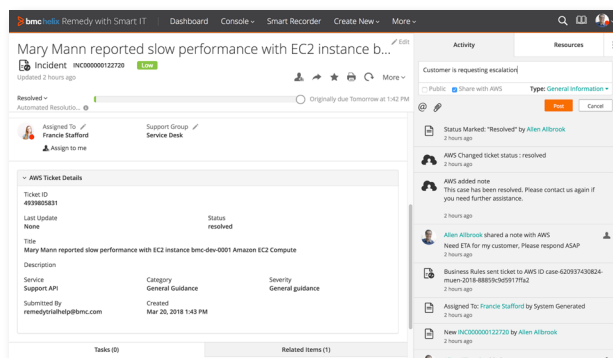 bmc helix Remedy with Smart IT Dashboard Console Smart Recorder Create New More
Mary Mann reported slow performance with EC2 instance b... Edit
Incident INC000000122720 Low
Updated 2 hours ago
More
Resolved
Originally due Tomorrow at 1:42 PM
Automated Resolutio...
Assigned To
Francie Stafford
Assign to me
Support Group
Service Desk
AWS Ticket Details
Ticket ID
4939805831
Last Update
None
Status
resolved
Title
Mary Mann reported slow performance with EC2 instance bmc-dev-0001 Amazon EC2 Compute
Description
Service
Support API
Category
General Guidance
Severity
General guidance
Submitted By
remedytrialhelp@bmc.com
Created
Mar 20, 2018 1:43 PM
Tasks (0)
Related Items (1)
Activity
Resources
Customer is requesting escalation
Public Share with AWS Type: General Information
Post Cancel
Status Marked: "Resolved" by Allen Allbrook
2 hours ago
AWS Changed ticket status : resolved
2 hours ago
AWS added note
This case has been resolved. Please contact us again if
you need further assistance.
2 hours ago
Allen Allbrook shared a note with AWS
Need ETA for my customer, Please respond ASAP
2 hours ago
Business Rules sent ticket to AWS ID case-620937430824-
muen-2018-88859c9d5917ffa2
2 hours ago
Assigned To: Francie Stafford by System Generated
2 hours ago
New INC000000122720 by Allen Allbrook
2 hours ago